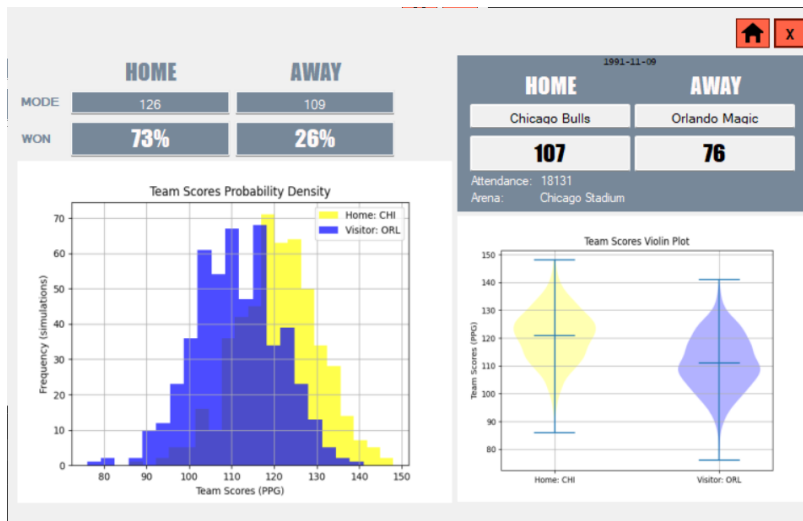 X
HOME AWAY
MODE 126 109
WON 73% 26%
1991-11-09
HOME AWAY
Chicago Bulls Orlando Magic
107 76
Attendance: 18131
Arena: Chicago Stadium
Team Scores Probability Density
Home: CHI
Visitor: ORL
Frequency (simulations)
70
60
50
40
30
20
10
0
80 90 100 110 120 130 140 150
Team Scores (PPG)
Team Scores Violin Plot
Team Scores (PPG)
150
140
130
120
110
100
90
80
Home: CHI Visitor: ORL